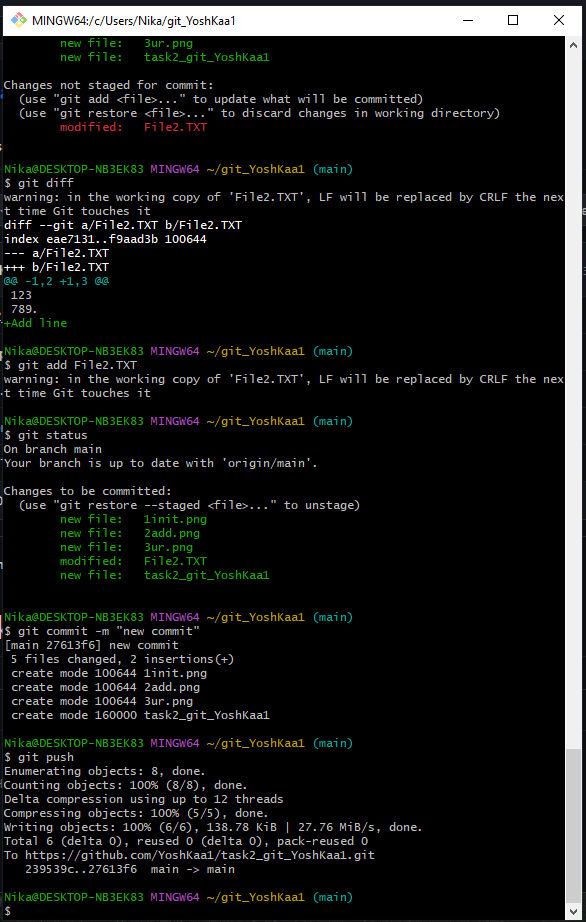 MINGW64:/c/Users/Nika/git_YoshKaa1
new file:   3ur.png
new file:   task2_git_YoshKaa1
Changes not staged for commit:
(use "git add <file>..." to update what will be committed)
(use "git restore <file>..." to discard changes in working directory)
modified:   File2.TXT
Nika@DESKTOP-NB3EK83 MINGW64 ~/git_YoshKaa1 (main)
$ git diff
warning: in the working copy of 'File2.TXT', LF will be replaced by CRLF the nex
t time Git touches it
diff --git a/File2.TXT b/File2.TXT
index eae7131..f9aad3b 100644
--- a/File2.TXT
+++ b/File2.TXT
@@ -1,2 +1,3 @@
123
789.
+Add line
Nika@DESKTOP-NB3EK83 MINGW64 ~/git_YoshKaa1 (main)
$ git add File2.TXT
warning: in the working copy of 'File2.TXT', LF will be replaced by CRLF the nex
t time Git touches it
Nika@DESKTOP-NB3EK83 MINGW64 ~/git_YoshKaa1 (main)
$ git status
On branch main
Your branch is up to date with 'origin/main'.
Changes to be committed:
(use "git restore --staged <file>..." to unstage)
new file:   1init.png
new file:   2add.png
new file:   3ur.png
modified:   File2.TXT
new file:   task2_git_YoshKaa1
Nika@DESKTOP-NB3EK83 MINGW64 ~/git_YoshKaa1 (main)
$ git commit -m "new commit"
[main 27613f6] new commit
5 files changed, 2 insertions(+)
create mode 100644 1init.png
create mode 100644 2add.png
create mode 100644 3ur.png
create mode 160000 task2_git_YoshKaa1
Nika@DESKTOP-NB3EK83 MINGW64 ~/git_YoshKaa1 (main)
$ git push
Enumerating objects: 8, done.
Counting objects: 100% (8/8), done.
Delta compression using up to 12 threads
Compressing objects: 100% (5/5), done.
Writing objects: 100% (6/6), 138.78 KiB | 27.76 MiB/s, done.
Total 6 (delta 0), reused 0 (delta 0), pack-reused 0
To https://github.com/YoshKaa1/task2_git_YoshKaa1.git
239539c..27613f6  main -> main
Nika@DESKTOP-NB3EK83 MINGW64 ~/git_YoshKaa1 (main)
$